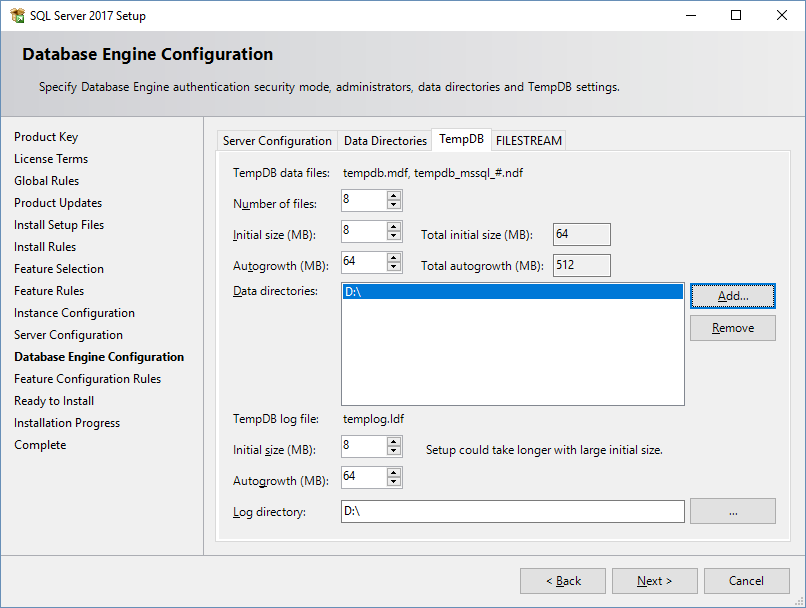 SQL Server 2017 Setup
Database Engine Configuration
Specify Database Engine authentication security mode, administrators, data directories and TempDB settings.
Product Key
License Terms
Global Rules
Product Updates
Install Setup Files
Install Rules
Feature Selection
Feature Rules
Instance Configuration
Server Configuration
Database Engine Configuration
Feature Configuration Rules
Ready to Install
Installation Progress
Complete
Server Configuration Data Directories TempDB FILESTREAM
TempDB data files: tempdb.mdf, tempdb_mssql_#.ndf
Number of files: 8
Initial size (MB): 8 Total initial size (MB): 64
Autogrowth (MB): 64 Total autogrowth (MB): 512
Data directories: D:\ Add...
Remove
TempDB log file: templog.ldf
Initial size (MB): 8 Setup could take longer with large initial size.
Autogrowth (MB): 64
Log directory: D:\ ...
< Back Next > Cancel